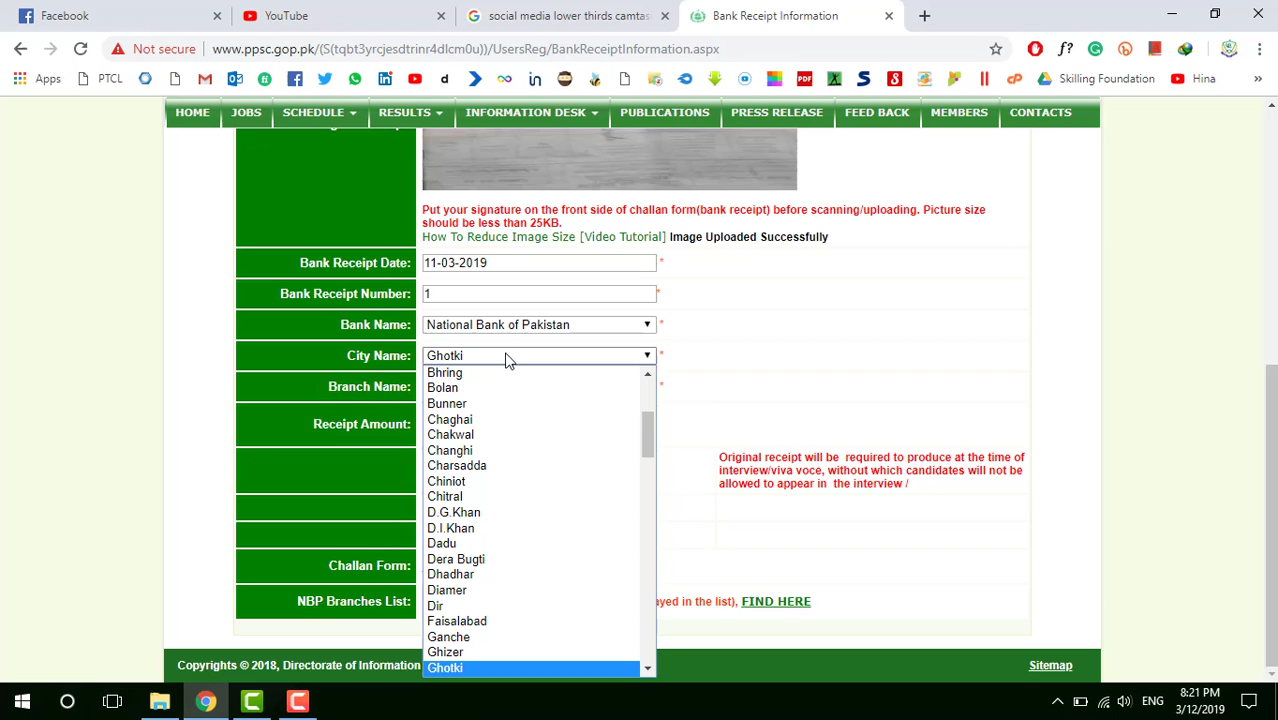 Facebook
YouTube
social media lower thirds camtas
Bank Receipt Information
Not secure
www.ppsc.gop.pk/(S(tqbt3yrcjesdtrinr4dlcm0u))/UsersReg/BankReceiptInformation.aspx
Apps
PTCL
Skilling Foundation
Hina
HOME
JOBS
SCHEDULE
RESULTS
INFORMATION DESK
PUBLICATIONS
PRESS RELEASE
FEED BACK
MEMBERS
CONTACTS
Put your signature on the front side of challan form(bank receipt) before scanning/uploading. Picture size
should be less than 25KB.
How To Reduce Image Size [Video Tutorial] Image Uploaded Successfully
Bank Receipt Date: 11-03-2019 *
Bank Receipt Number: 1 *
Bank Name: National Bank of Pakistan *
City Name: Ghotki *
Branch Name: *
Receipt Amount:
Bhring
Bolan
Bunner
Chaghai
Chakwal
Changhi
Charsadda
Chiniot
Chitral
D.G.Khan
D.I.Khan
Dadu
Dera Bugti
Dhadhar
Diamer
Dir
Faisalabad
Ganche
Ghizer
Ghotki
Original receipt will be required to produce at the time of
interview/viva voce, without which candidates will not be
allowed to appear in the interview /
Challan Form:
NBP Branches List: ayed in the list), FIND HERE
Copyrights © 2018, Directorate of Information
Sitemap
ENG
8:21 PM
3/12/2019